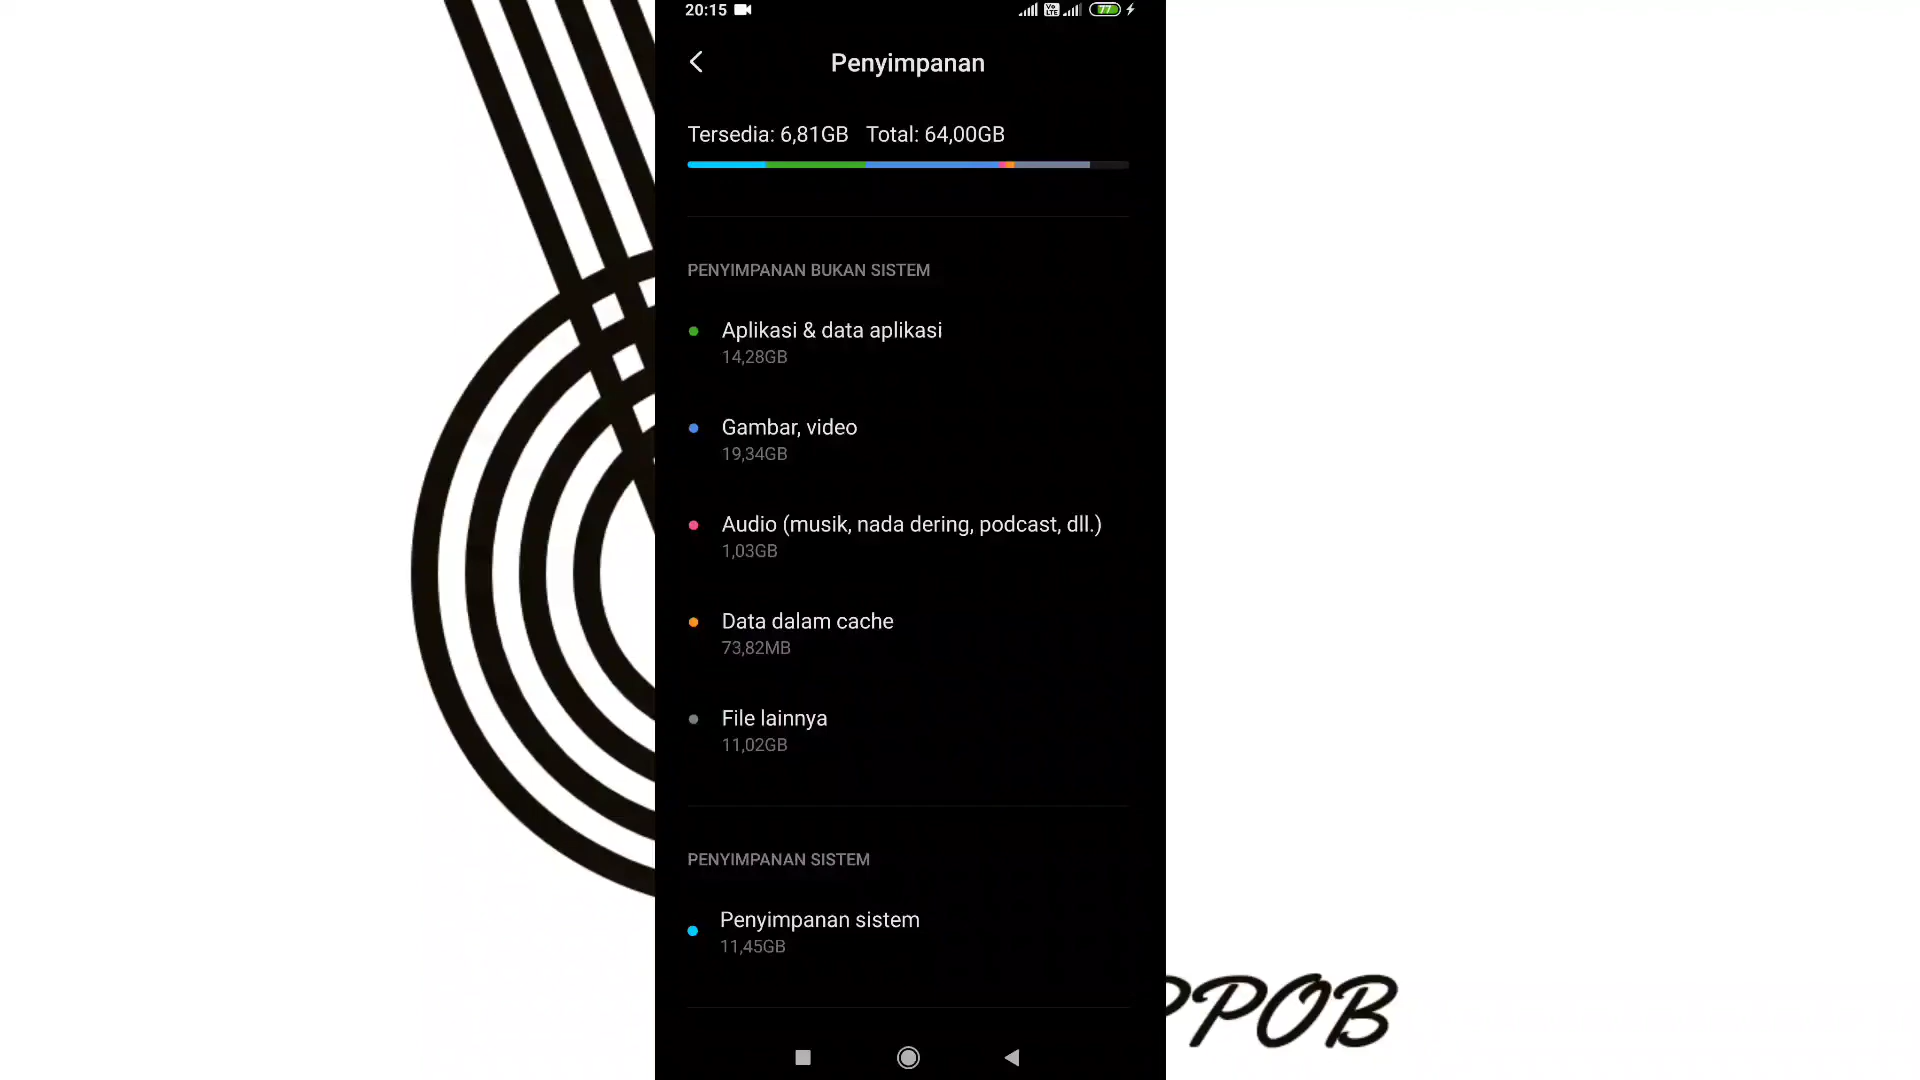 20:15
77
Penyimpanan
Tersedia: 6,81GB Total: 64,00GB
PENYIMPANAN BUKAN SISTEM
Aplikasi & data aplikasi
14,28GB
Gambar, video
19,34GB
Audio (musik, nada dering, podcast, dll.)
1,03GB
Data dalam cache
73,82MB
File lainnya
11,02GB
PENYIMPANAN SISTEM
Penyimpanan sistem
11,45GB
PPOB